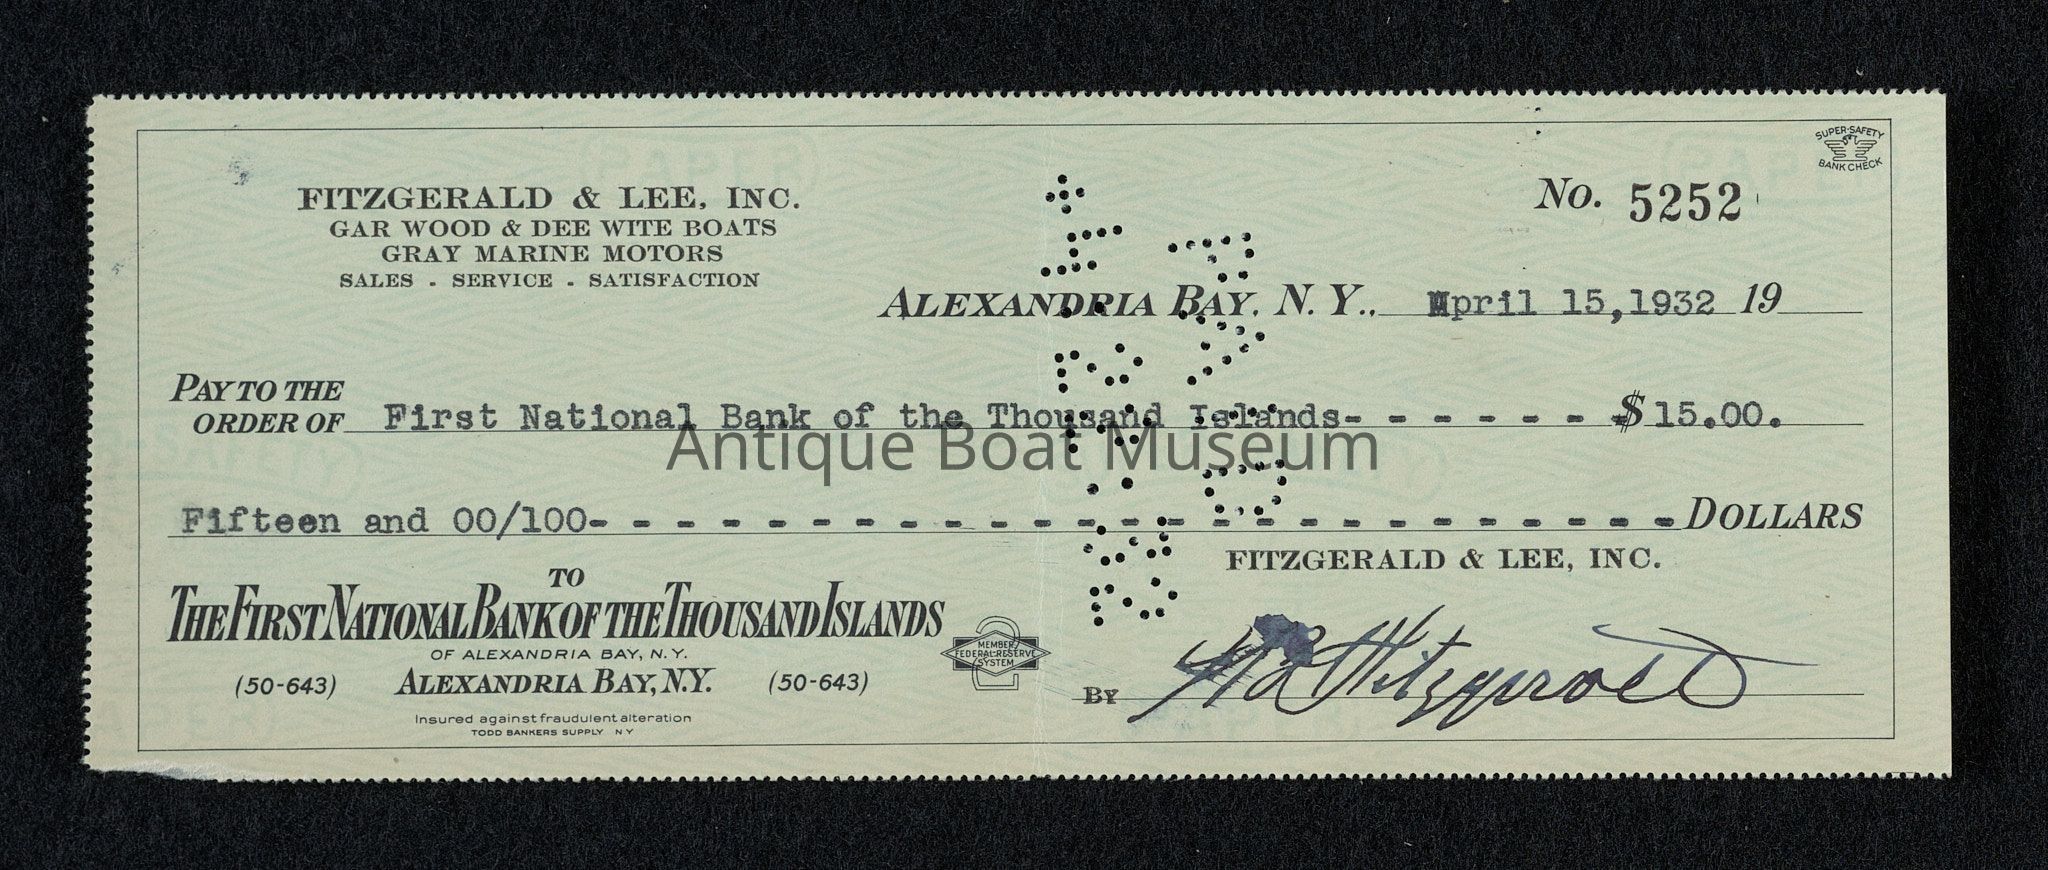 SUPER-SAFETY
BANK CHECK
FITZGERALD & LEE, INC.
GAR WOOD & DEE WITE BOATS
GRAY MARINE MOTORS
SALES - SERVICE - SATISFACTION
No. 5252
ALEXANDRIA BAY, N. Y., April 15,1932 19
PAY TO THE
ORDER OF First National Bank of the Thousand Islands- - - - - - - $15.00.
Antique Boat Museum
Fifteen and 00/100- - - - - - - - - - - - - - - - - - - - - - - - - DOLLARS
FITZGERALD & LEE, INC.
TO
THE FIRST NATIONAL BANK OF THE THOUSAND ISLANDS
OF ALEXANDRIA BAY, N.Y.
(50-643) ALEXANDRIA BAY, N.Y. (50-643)
MEMBER
FEDERAL RESERVE
SYSTEM
2
BY Fitzgerald
Insured against fraudulent alteration
TODD BANKERS SUPPLY N Y